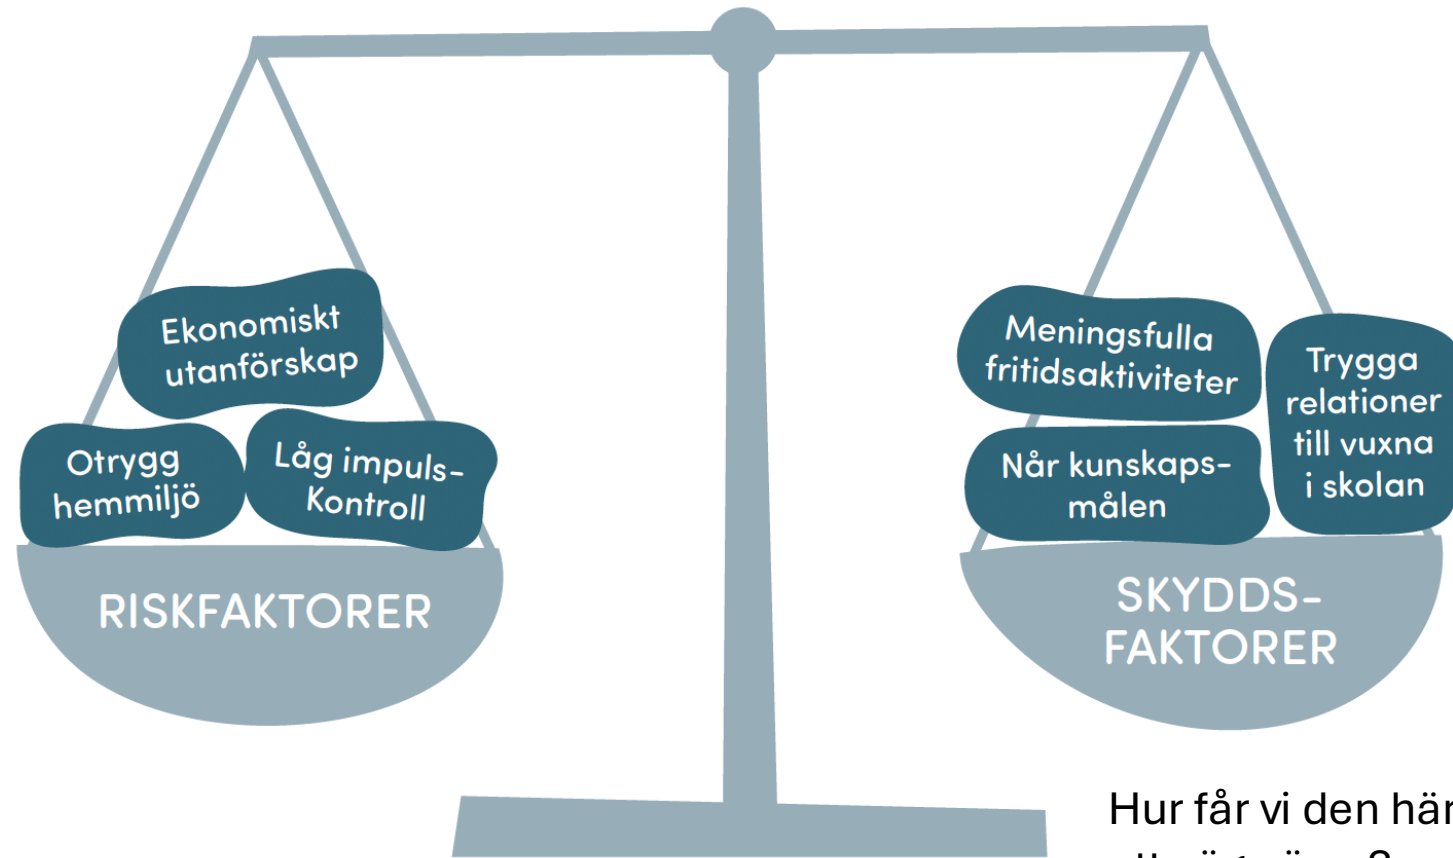 Ekonomiskt
utanförskap
Otrygg
hemmiljö
Låg impuls-
Kontroll
RISKFAKTORER
Meningsfulla
fritidsaktiviteter
Når kunskaps-
målen
Trygga
relationer
till vuxna
i skolan
SKYDDS-
FAKTORER
Hur får vi den här